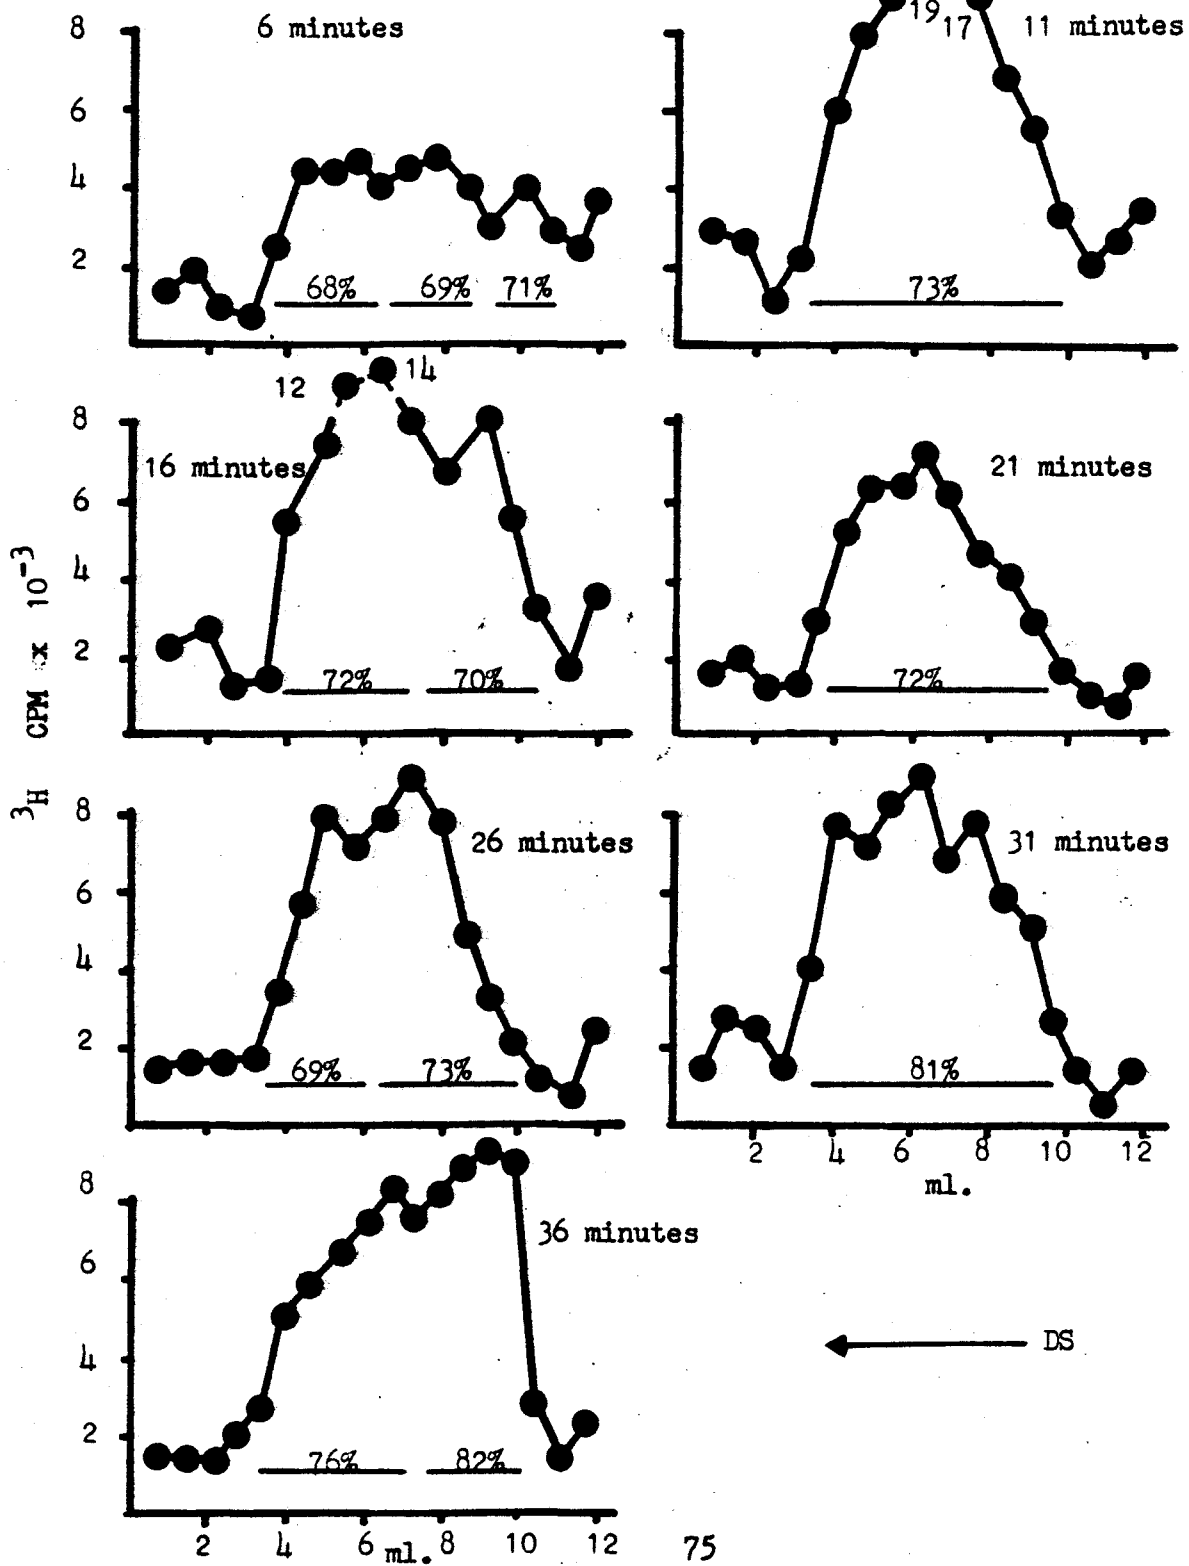 6 minutes
8
6
4
2
68% 69% 71%
19 17 11 minutes
73%
12 14
16 minutes
8
6
4
2
72% 70%
21 minutes
72%
³H CPM x 10⁻³
26 minutes
8
6
4
2
69% 73%
31 minutes
81%
2 4 6 8 10 12
ml.
36 minutes
8
6
4
2
76% 82%
2 4 6 8 10 12
ml.
DS
75